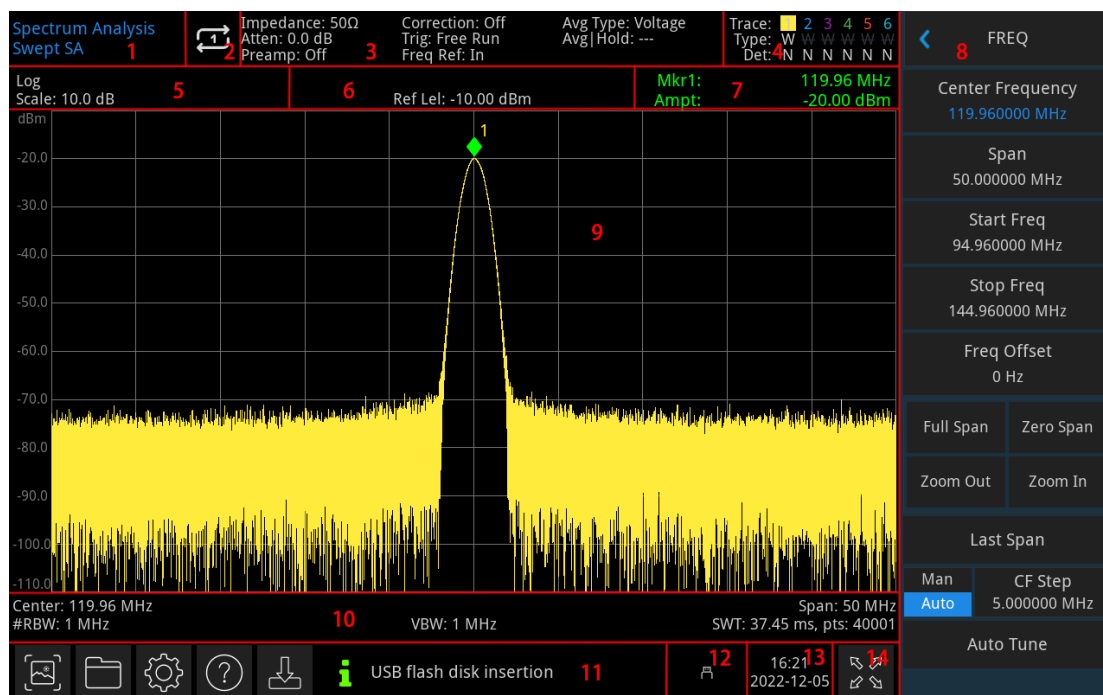 Spectrum Analysis
Swept SA
1
1
2
Impedance: 50Ω
Atten: 0.0 dB
Preamp: Off
Correction: Off
Trig: Free Run
Freq Ref: In
3
Avg Type: Voltage
Avg|Hold: ---
Trace: 1 2 3 4 5 6
Type: W W W W W W
Det: N N N N N N
4
FREQ
8
Log
Scale: 10.0 dB
5
6
Ref Lel: -10.00 dBm
Mkr1: 119.96 MHz
Ampt: -20.00 dBm
7
Center Frequency
119.960000 MHz
Span
50.000000 MHz
Start Freq
94.960000 MHz
Stop Freq
144.960000 MHz
Freq Offset
0 Hz
Full Span
Zero Span
Zoom Out
Zoom In
Last Span
Man
Auto
CF Step
5.000000 MHz
Auto Tune
dBm
-20.0
-30.0
-40.0
-50.0
-60.0
-70.0
-80.0
-90.0
-100.0
-110.0
1
9
Center: 119.96 MHz
#RBW: 1 MHz
10
VBW: 1 MHz
Span: 50 MHz
SWT: 37.45 ms, pts: 40001
?
i
USB flash disk insertion
11
12
16:21
2022-12-05
13
14